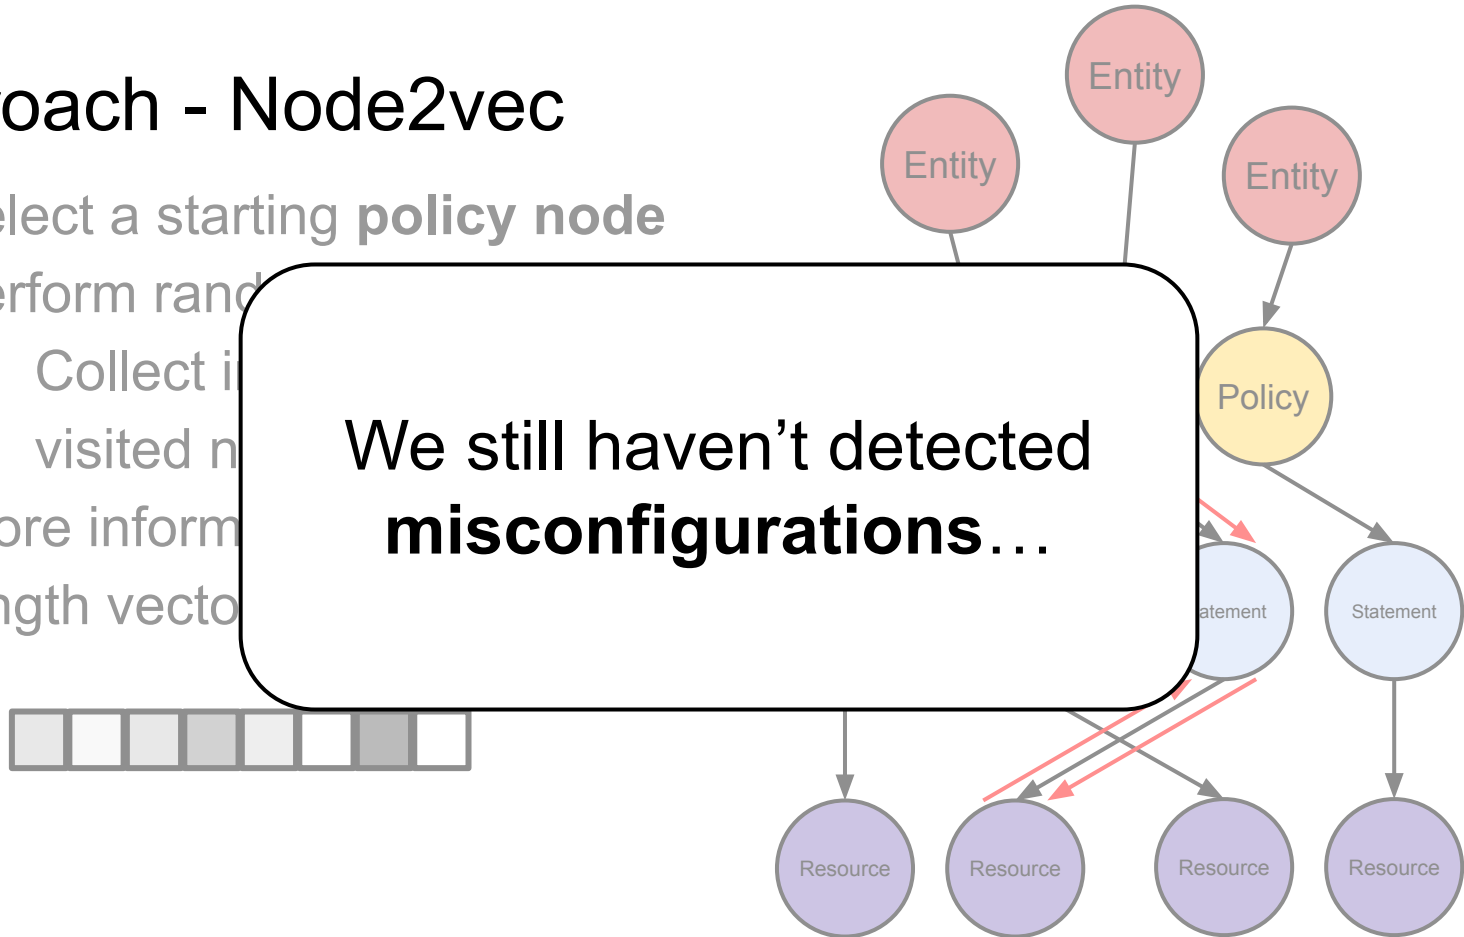 oach - Node2vec
elect a starting policy node
erform rand
Collect i
visited n
ore inform
ngth vecto
We still haven’t detected
misconfigurations…
Entity
Entity
Entity
Policy
atement
Statement
Resource
Resource
Resource
Resource